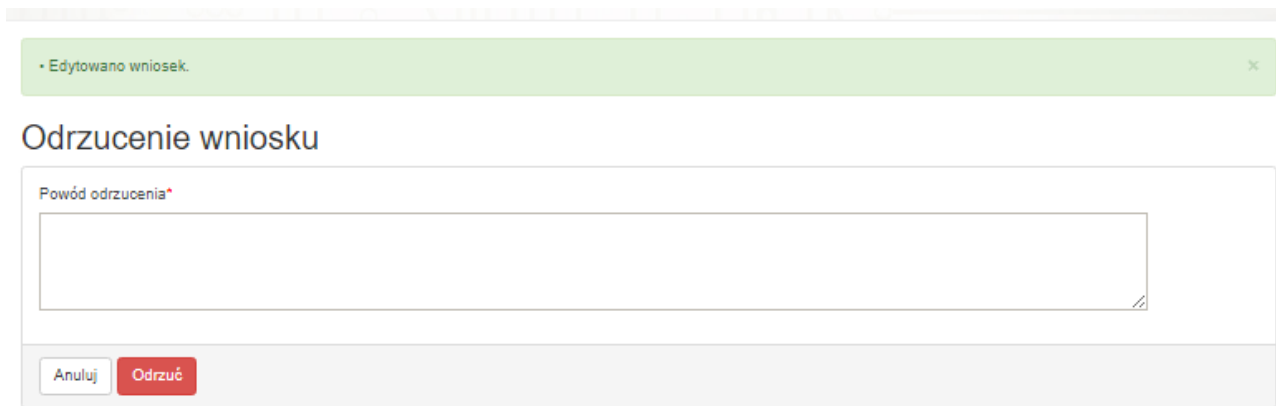 • Edytowano wniosek. ×
Odrzucenie wniosku
Powód odrzucenia*
Anuluj Odrzuć